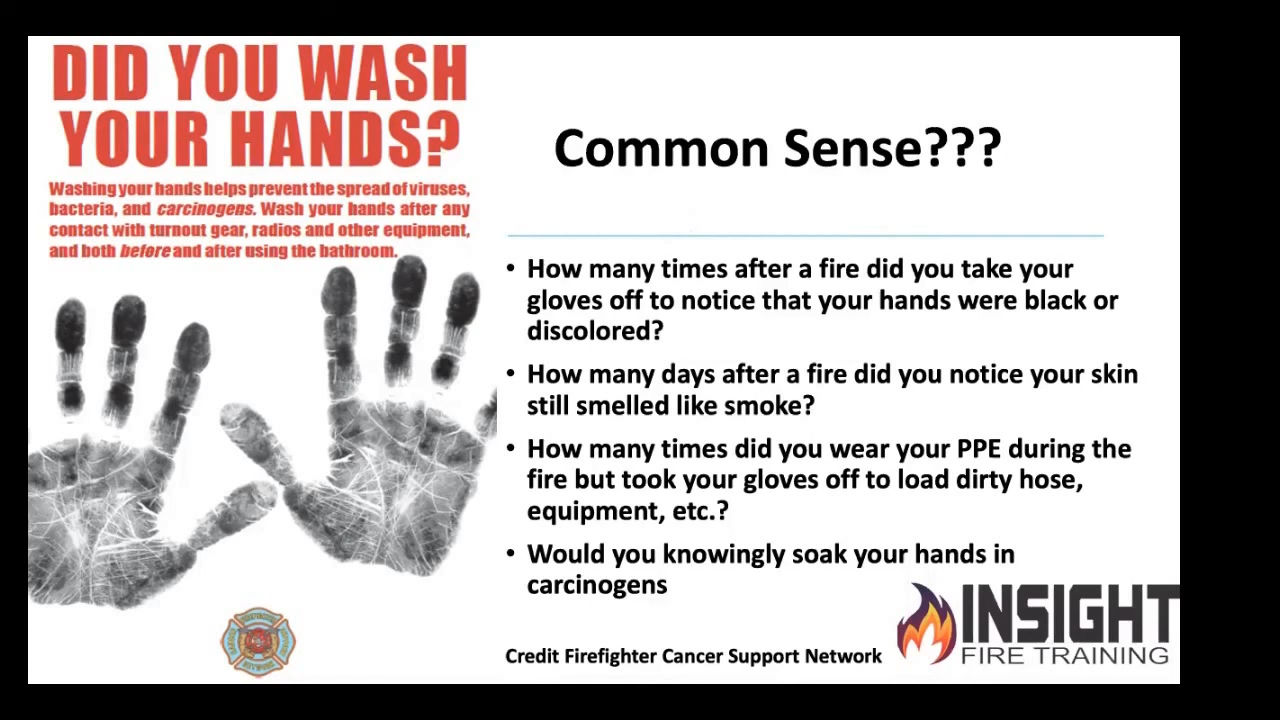 DID YOU WASH
YOUR HANDS?
Washing your hands helps prevent the spread of viruses,
bacteria, and carcinogens. Wash your hands after any
contact with turnout gear, radios and other equipment,
and both before and after using the bathroom.
Common Sense???
• How many times after a fire did you take your
gloves off to notice that your hands were black or
discolored?
• How many days after a fire did you notice your skin
still smelled like smoke?
• How many times did you wear your PPE during the
fire but took your gloves off to load dirty hose,
equipment, etc.?
• Would you knowingly soak your hands in
carcinogens
Credit Firefighter Cancer Support Network
INSIGHT
FIRE TRAINING